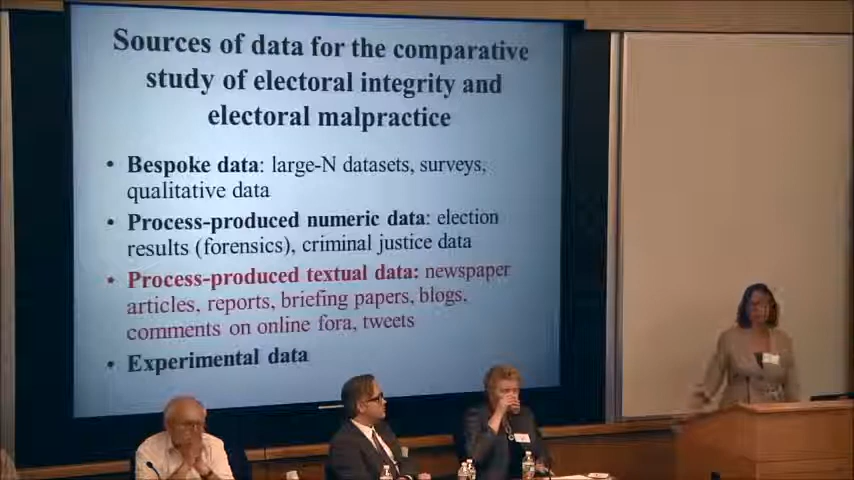 Sources of data for the comparative
study of electoral integrity and
electoral malpractice
• Bespoke data: large-N datasets, surveys,
qualitative data
• Process-produced numeric data: election
results (forensics), criminal justice data
• Process-produced textual data: newspaper
articles, reports, briefing papers, blogs,
comments on online fora, tweets
• Experimental data